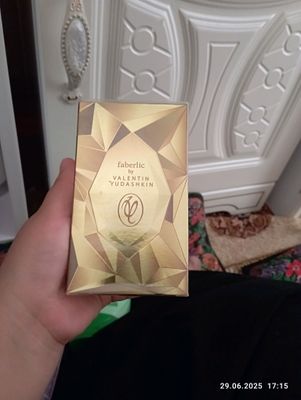 faberlic
by
VALENTIN
YUDASHKIN
29.06.2025 17:15